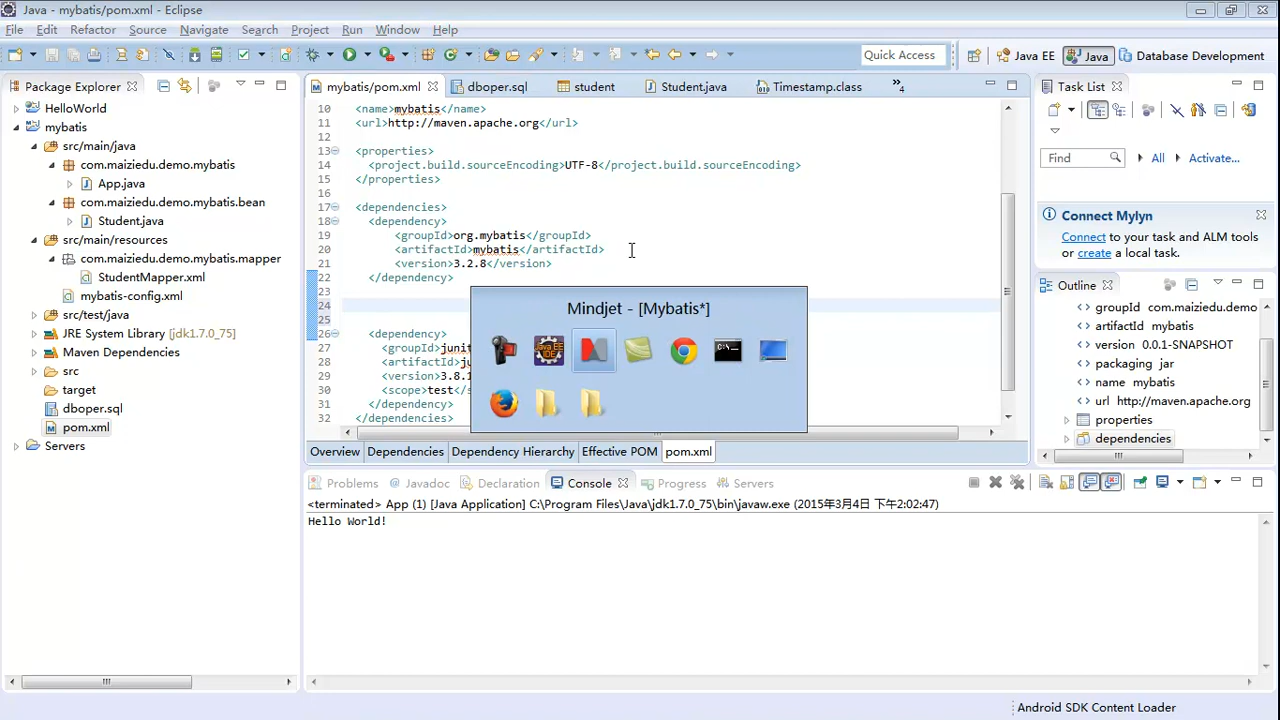 Java - mybatis/pom.xml - Eclipse
File Edit Refactor Source Navigate Search Project Run Window Help
Quick Access Java EE Java Database Development
Package Explorer
HelloWorld
mybatis
src/main/java
com.maiziedu.demo.mybatis
App.java
com.maiziedu.demo.mybatis.bean
Student.java
src/main/resources
com.maiziedu.demo.mybatis.mapper
StudentMapper.xml
mybatis-config.xml
src/test/java
JRE System Library [jdk1.7.0_75]
Maven Dependencies
src
target
dboper.sql
pom.xml
Servers
mybatis/pom.xml dboper.sql student Student.java Timestamp.class »4
10 <name>mybatis</name>
11 <url>http://maven.apache.org</url>
12
13 <properties>
14 <project.build.sourceEncoding>UTF-8</project.build.sourceEncoding>
15 </properties>
16
17 <dependencies>
18 <dependency>
19 <groupId>org.mybatis</groupId>
20 <artifactId>mybatis</artifactId>
21 <version>3.2.8</version>
22 </dependency>
23
24
25
26 <dependency>
27 <groupId>junit
28 <artifactId>ju
29 <version>3.8.1
30 <scope>test</s
31 </dependency>
32 </dependencies>
Mindjet - [Mybatis*]
Overview Dependencies Dependency Hierarchy Effective POM pom.xml
Task List
Find All Activate...
Connect Mylyn
Connect to your task and ALM tools
or create a local task.
Outline
groupId com.maiziedu.demo
artifactId mybatis
version 0.0.1-SNAPSHOT
packaging jar
name mybatis
url http://maven.apache.org
properties
dependencies
Problems Javadoc Declaration Console Progress Servers
<terminated> App (1) [Java Application] C:\Program Files\Java\jdk1.7.0_75\bin\javaw.exe (2015年3月4日 下午2:02:47)
Hello World!
Android SDK Content Loader